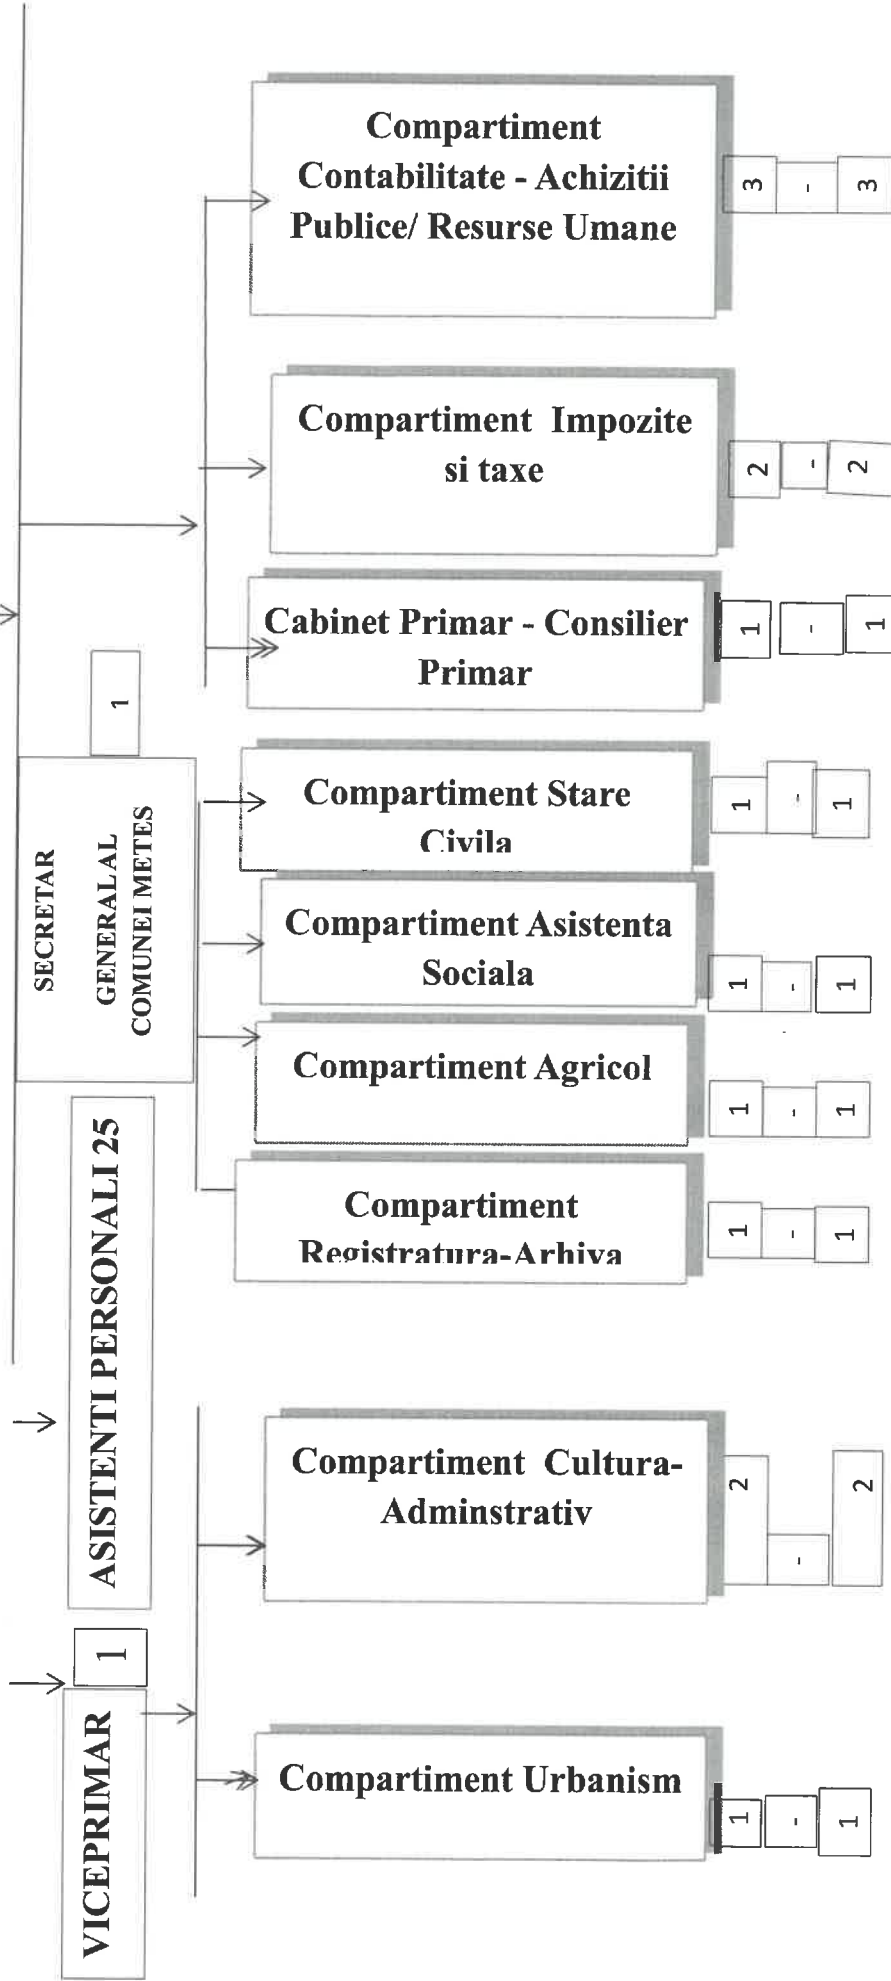 Compartiment
Contabilitate - Achizitii
Publice/ Resurse Umane
3
-
3
Compartiment Impozite
si taxe
2
-
2
Cabinet Primar - Consilier
Primar
1
-
1
1
SECRETAR
GENERALAL
COMUNEI METES
Compartiment Stare
Civila
1
-
1
Compartiment Asistenta
Sociala
1
-
1
Compartiment Agricol
1
-
1
Compartiment
Registratura-Arhiva
1
-
1
ASISTENTI PERSONALI 25
Compartiment Cultura-
Adminstrativ
2
-
2
1
VICEPRIMAR
Compartiment Urbanism
1
-
1